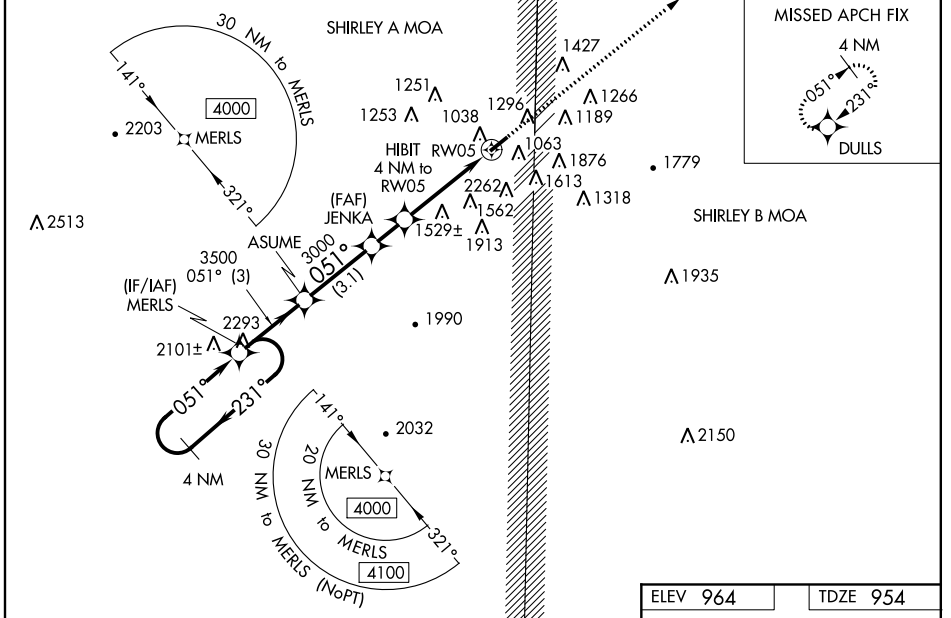 SHIRLEY A MOA
MISSED APCH FIX
4 NM
051°
231°
DULLS
30 NM to MERLS
141°
4000
MERLS
321°
2203
2513
1251
1253
1038
1427
1296
1266
1189
HIBIT
4 NM to
RW05
RW05
1063
1876
1779
1613
2262
1318
1562
1529±
1913
SHIRLEY B MOA
(FAF)
JENKA
ASUME
3000
051°
(3.1)
3500
051° (3)
(IF/IAF)
MERLS
2293
2101±
1990
1935
051°
231°
4 NM
141°
2032
MERLS
20 NM to MERLS
4000
30 NM to MERLS (NoPT)
4100
321°
2150
ELEV 964
TDZE 954